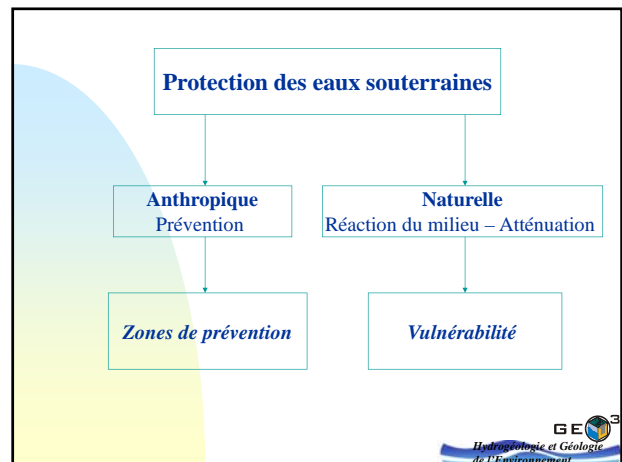 Protection des eaux souterraines
Anthropique
Prévention
Naturelle
Réaction du milieu – Atténuation
Zones de prévention
Vulnérabilité
GE 3
Hydrogéologie et Géologie
de l'Environnement